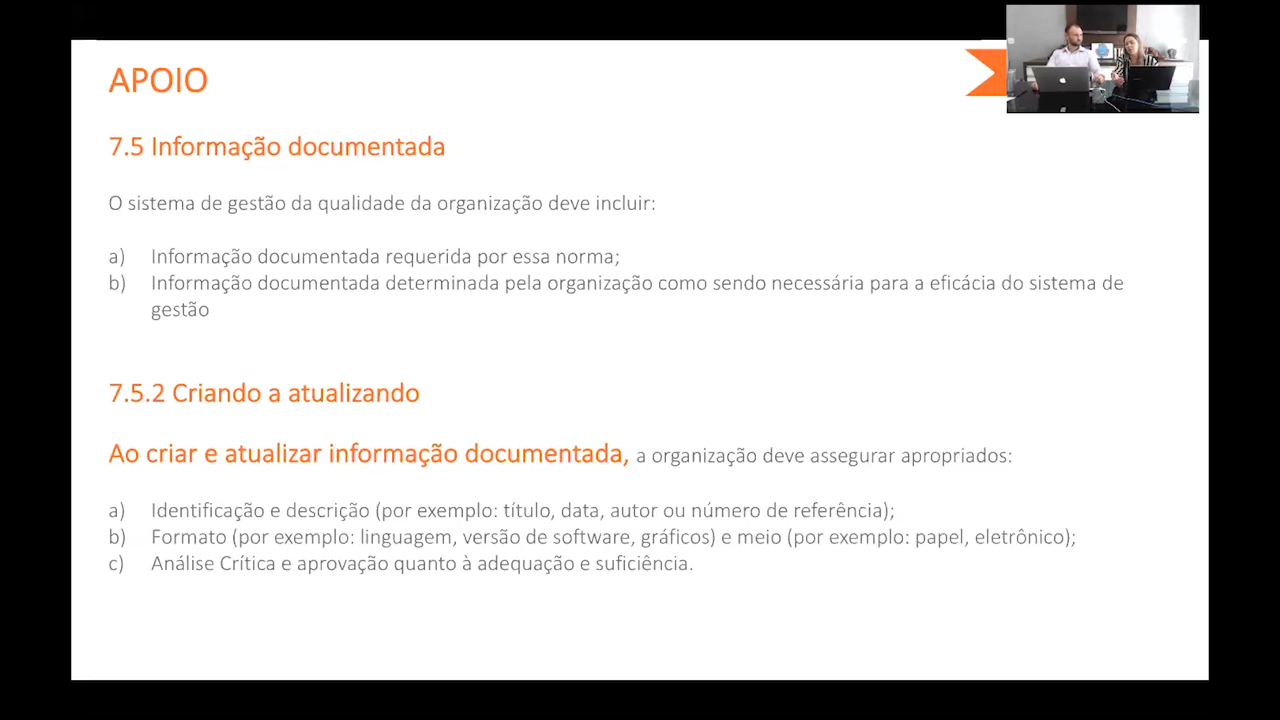 APOIO
7.5 Informação documentada
O sistema de gestão da qualidade da organização deve incluir:
a) Informação documentada requerida por essa norma;
b) Informação documentada determinada pela organização como sendo necessária para a eficácia do sistema de
gestão
7.5.2 Criando a atualizando
Ao criar e atualizar informação documentada, a organização deve assegurar apropriados:
a) Identificação e descrição (por exemplo: título, data, autor ou número de referência);
b) Formato (por exemplo: linguagem, versão de software, gráficos) e meio (por exemplo: papel, eletrônico);
c) Análise Crítica e aprovação quanto à adequação e suficiência.